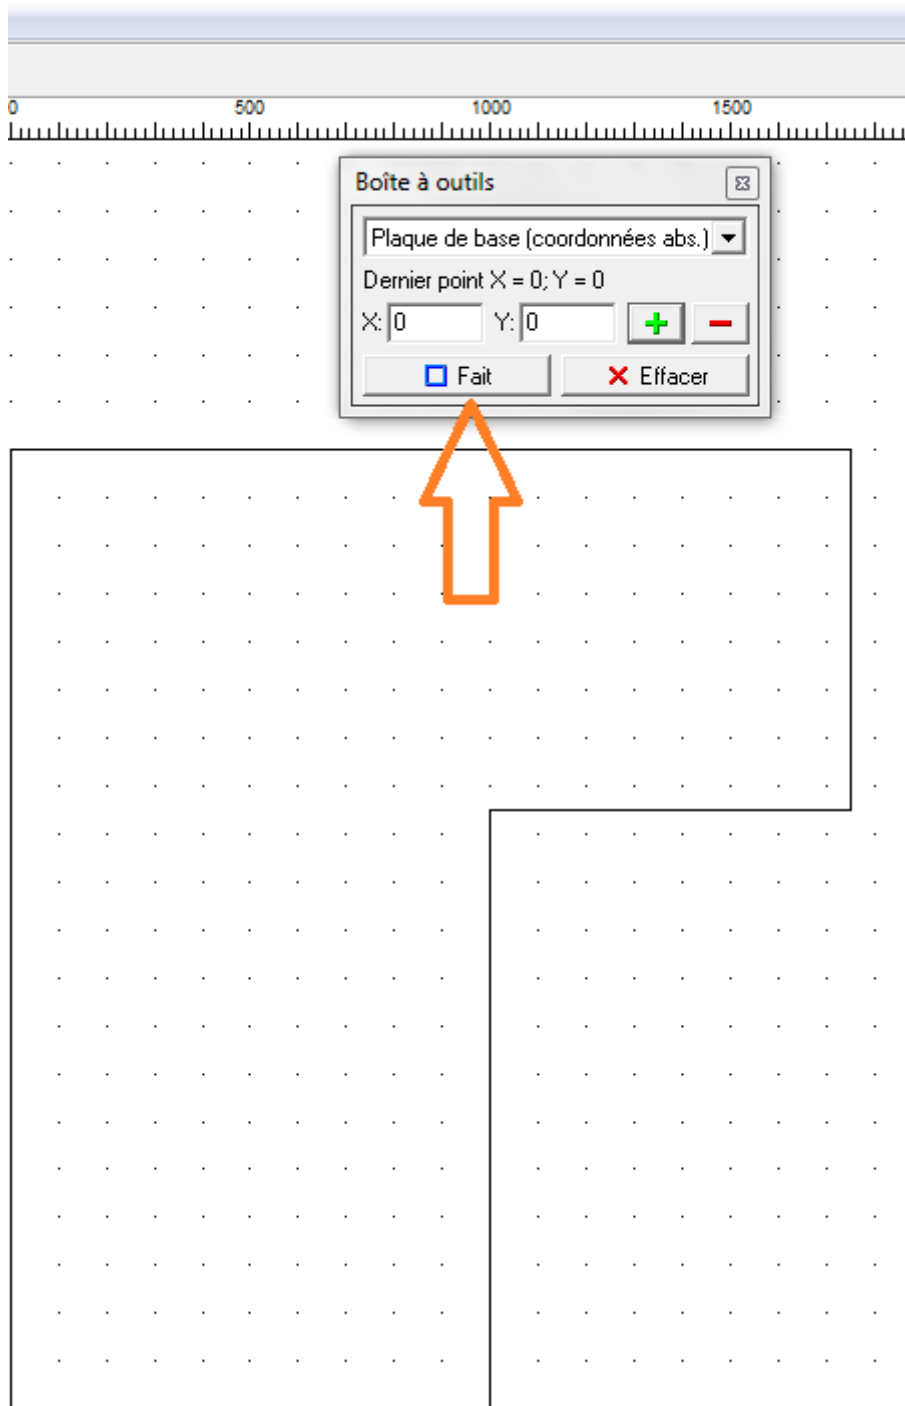 0 500 1000 1500
Boîte à outils
Plaque de base (coordonnées abs.)
Dernier point X = 0; Y = 0
X: 0 Y: 0
Fait Effacer